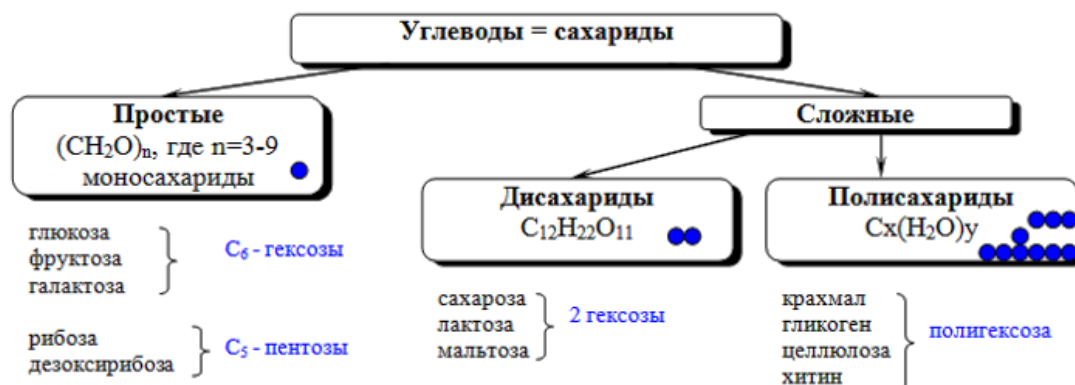 Углеводы = сахариды
Простые
(CH₂O)ₙ, где n=3-9
моносахариды
Сложные
Дисахариды
C₁₂H₂₂O₁₁
Полисахариды
Cx(H₂O)y
глюкоза
фруктоза
галактоза
C₆ - гексозы
рибоза
дезоксирибоза
C₅ - пентозы
сахароза
лактоза
мальтоза
2 гексозы
крахмал
гликоген
целлюлоза
хитин
полигексоза